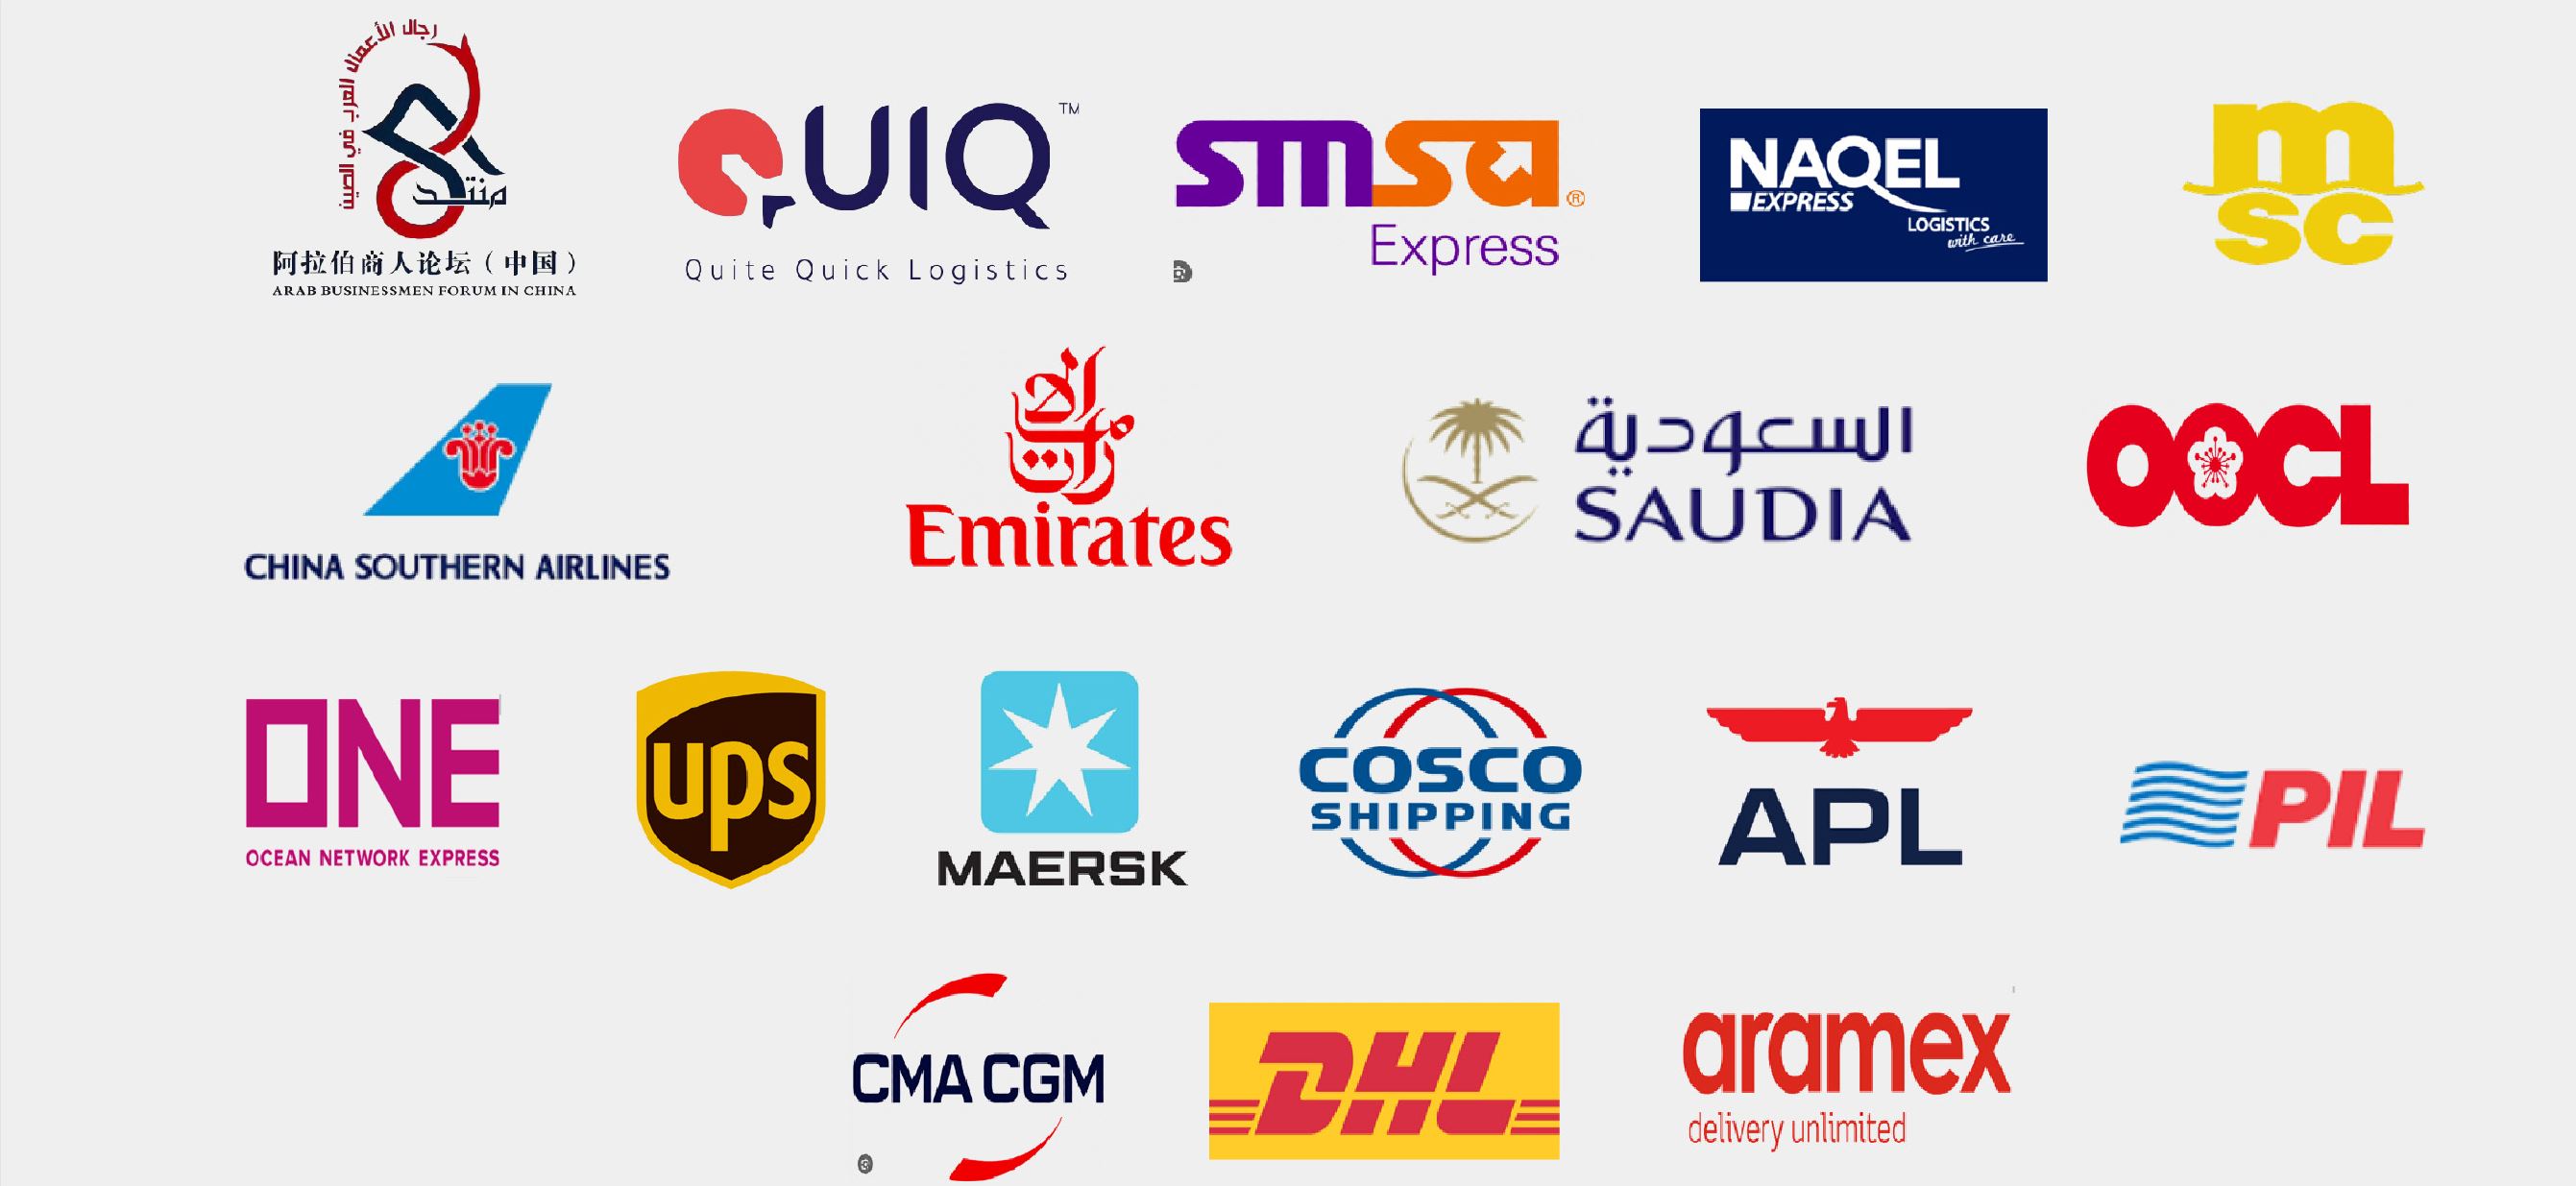 رجال الأعمال العرب في الصين
منتدى
阿拉伯商人论坛（中国）
ARAB BUSINESSMEN FORUM IN CHINA
QUIQ™
Quite Quick Logistics
smsa®
Express
NAQEL
EXPRESS
LOGISTICS
with care
msc
CHINA SOUTHERN AIRLINES
الإمارات
Emirates
السعودية
SAUDIA
OOCL
ONE
OCEAN NETWORK EXPRESS
ups
MAERSK
COSCO
SHIPPING
APL
PIL
CMA CGM
DHL
aramex
delivery unlimited